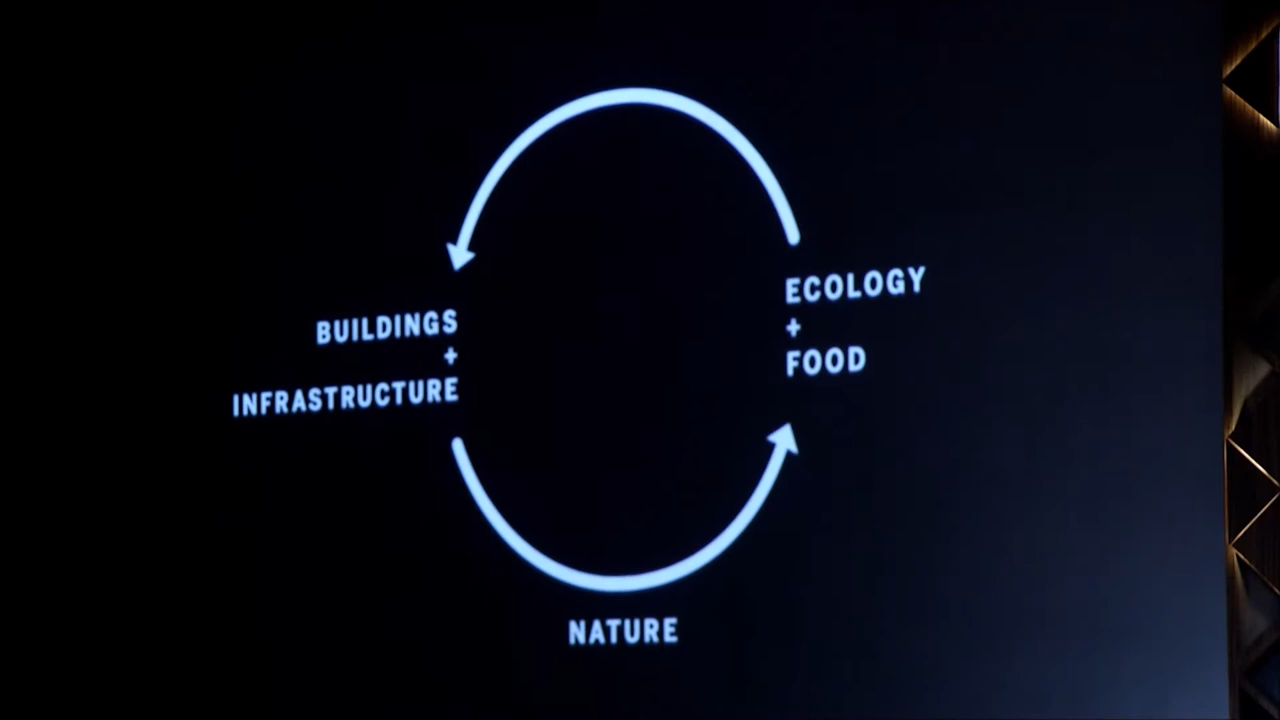 BUILDINGS
+
INFRASTRUCTURE
ECOLOGY
+
FOOD
NATURE